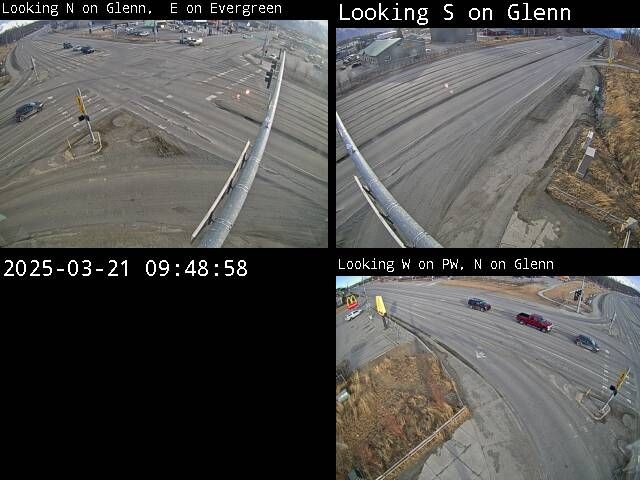 Looking N on Glenn,  E on Evergreen
Looking S on Glenn
2025-03-21 09:48:58
Looking W on PW, N on Glenn